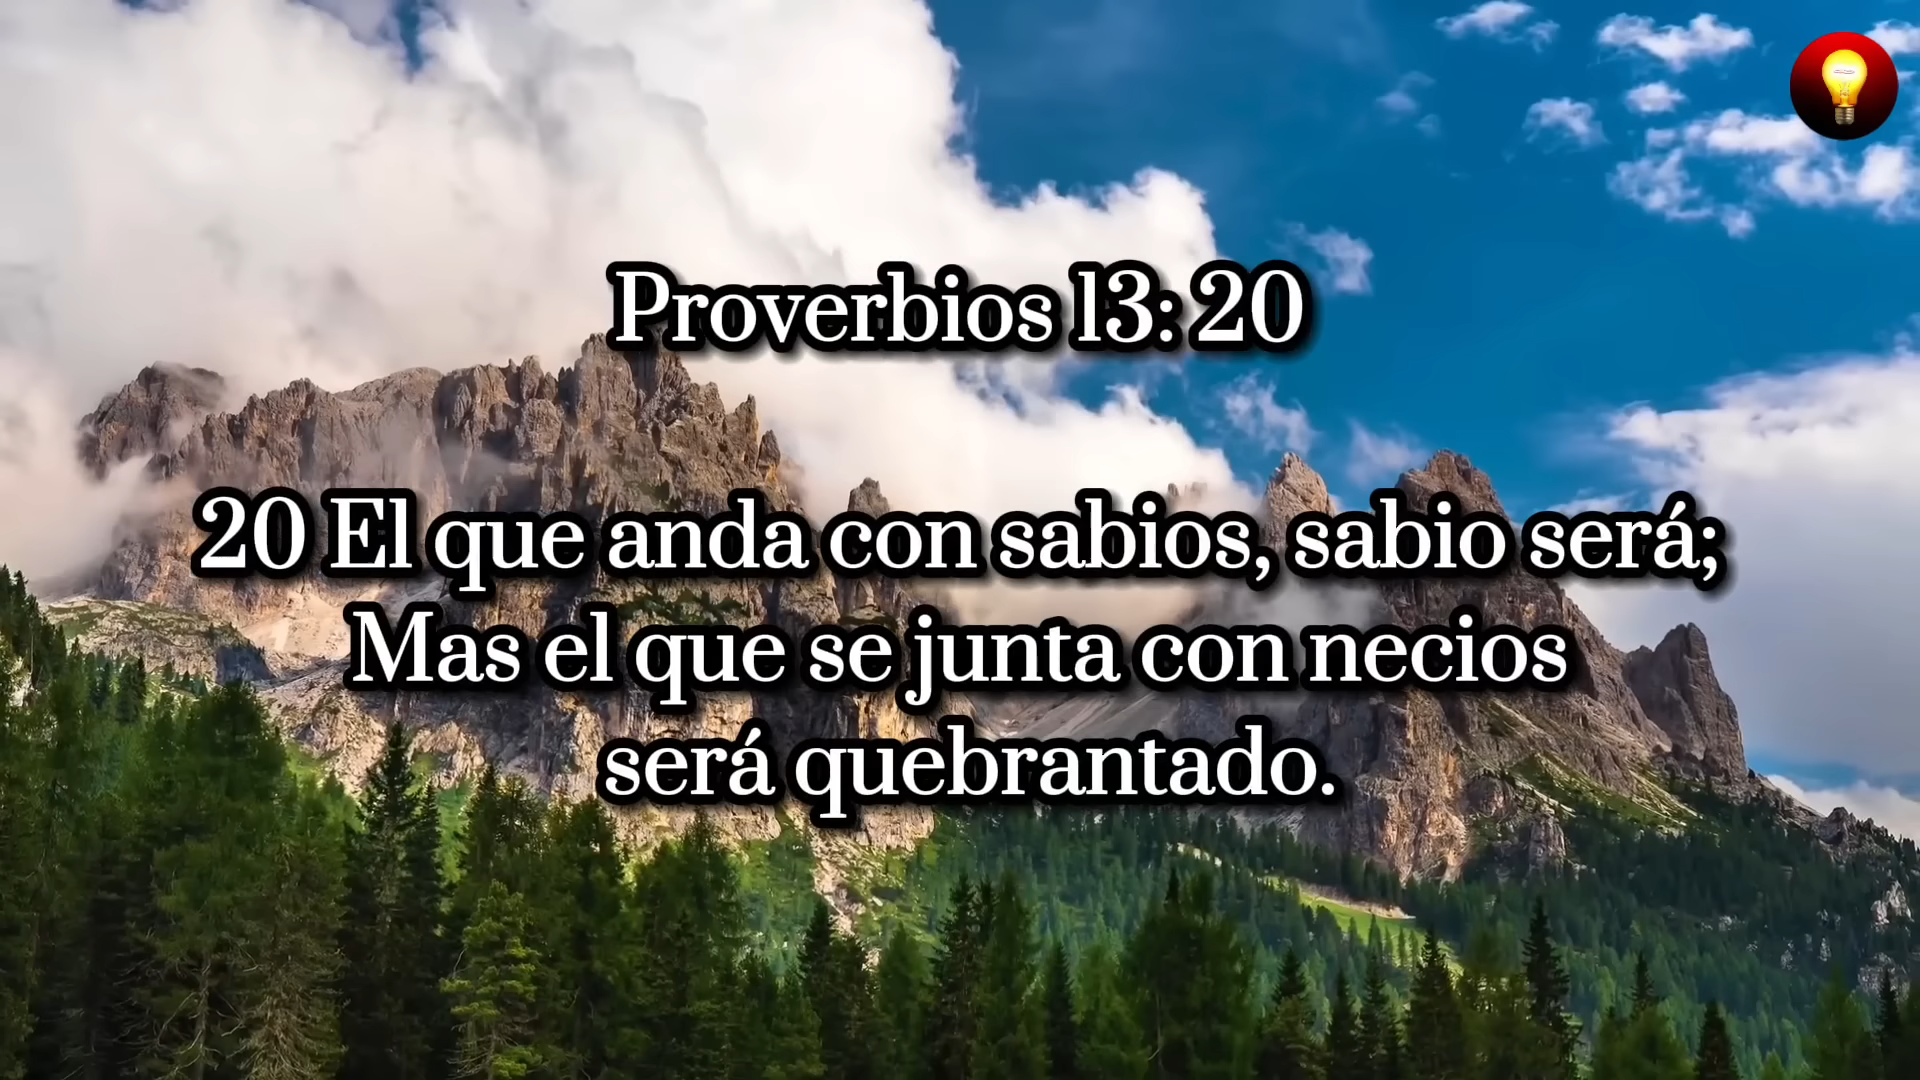 Proverbios 13: 20
20 El que anda con sabios, sabio será;
Mas el que se junta con necios
será quebrantado.